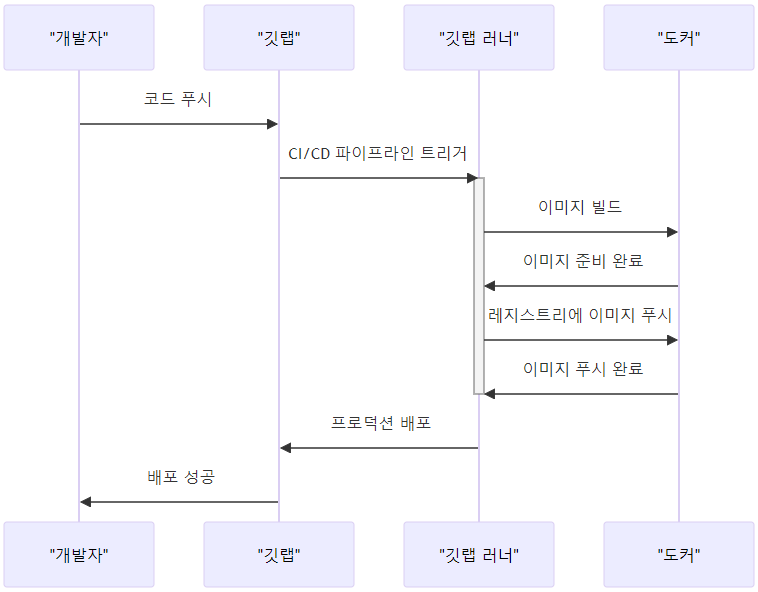 "개발자"
"깃랩"
"깃랩 러너"
"도커"
코드 푸시
CI/CD 파이프라인 트리거
이미지 빌드
이미지 준비 완료
레지스트리에 이미지 푸시
이미지 푸시 완료
프로덕션 배포
배포 성공
"개발자"
"깃랩"
"깃랩 러너"
"도커"